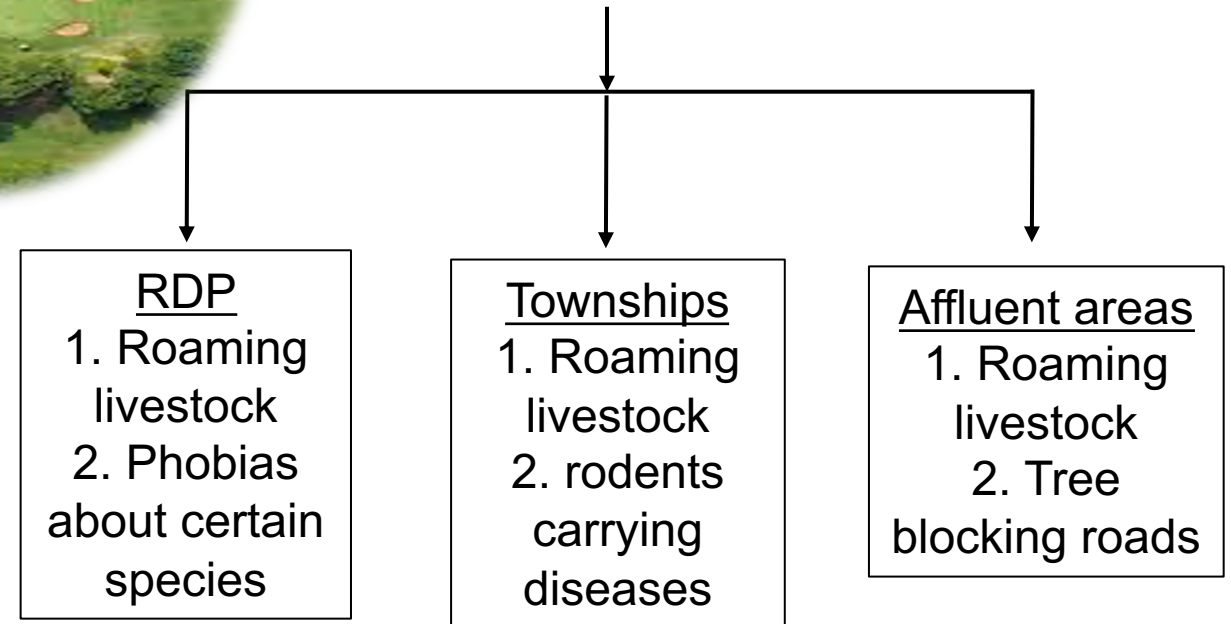 RDP
1. Roaming
livestock
2. Phobias
about certain
species
Townships
1. Roaming
livestock
2. rodents
carrying
diseases
Affluent areas
1. Roaming
livestock
2. Tree
blocking roads